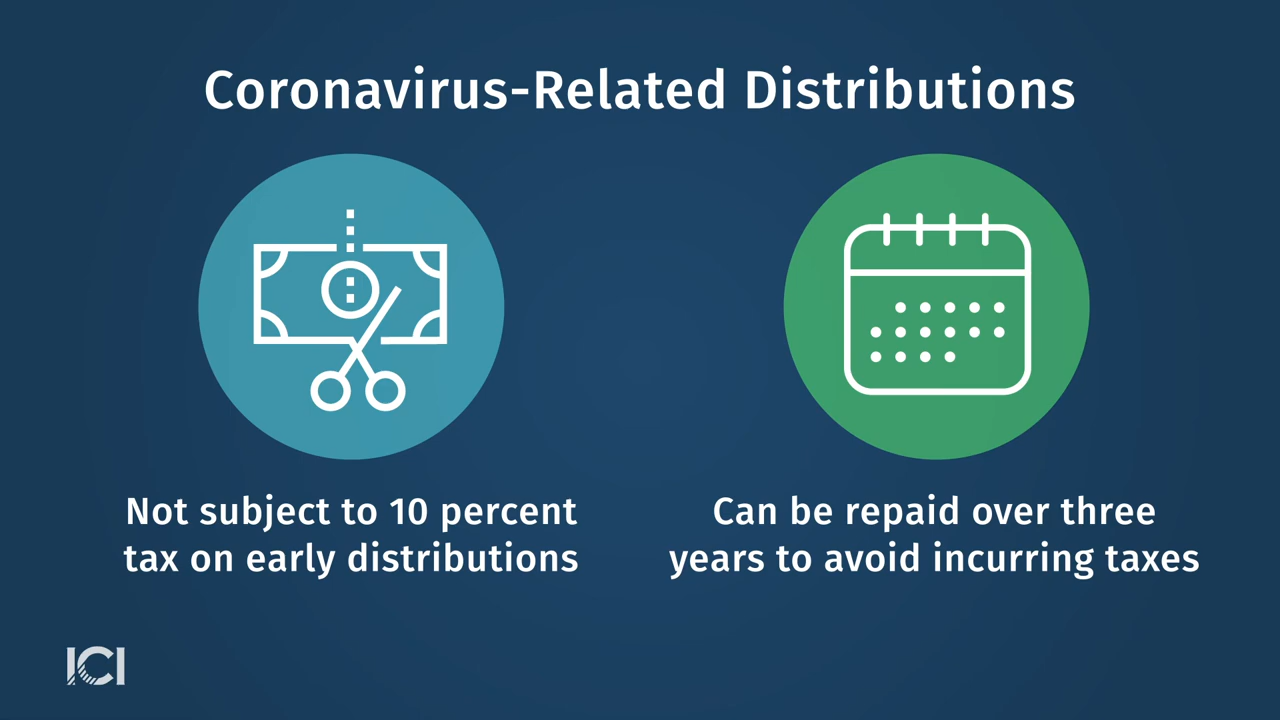 Coronavirus-Related Distributions
Not subject to 10 percent
tax on early distributions
Can be repaid over three
years to avoid incurring taxes
ICI